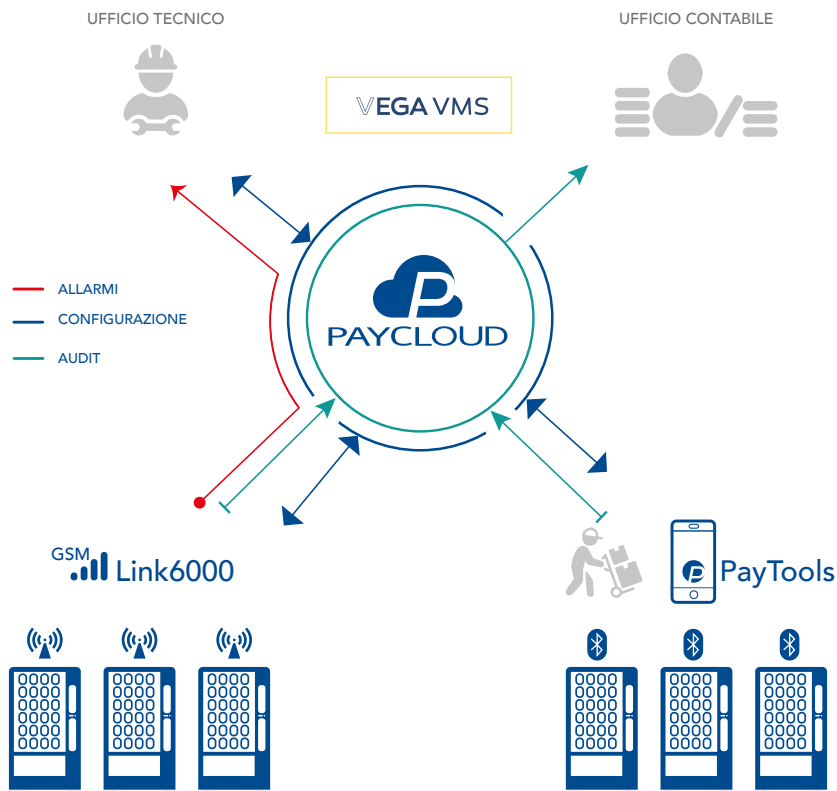 UFFICIO TECNICO
UFFICIO CONTABILE
VEGA VMS
ALLARMI
CONFIGURAZIONE
AUDIT
P
PAYCLOUD
GSM
Link6000
P
PayTools